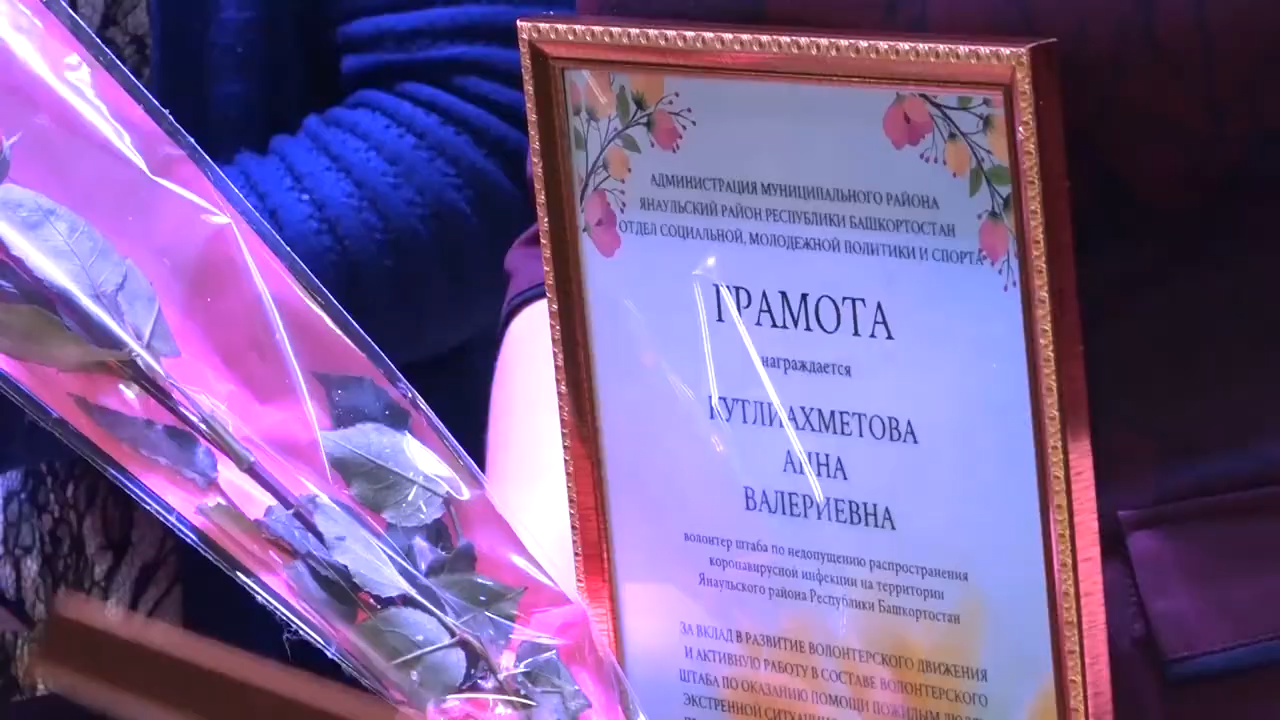 АДМИНИСТРАЦИЯ МУНИЦИПАЛЬНОГО РАЙОНА
ЯНАУЛЬСКИЙ РАЙОН РЕСПУБЛИКИ БАШКОРТОСТАН
ОТДЕЛ СОЦИАЛЬНОЙ, МОЛОДЕЖНОЙ ПОЛИТИКИ И СПОРТА
ГРАМОТА
награждается
КУТЛИАХМЕТОВА
АННА
ВАЛЕРИЕВНА
волонтер штаба по недопущению распространения
коронавирусной инфекции на территории
Янаульского района Республики Башкортостан
ЗА ВКЛАД В РАЗВИТИЕ ВОЛОНТЕРСКОГО ДВИЖЕНИЯ
И АКТИВНУЮ РАБОТУ В СОСТАВЕ ВОЛОНТЕРСКОГО
ШТАБА ПО ОКАЗАНИЮ ПОМОЩИ ПОЖИЛЫМ
ЭКСТРЕННОЙ